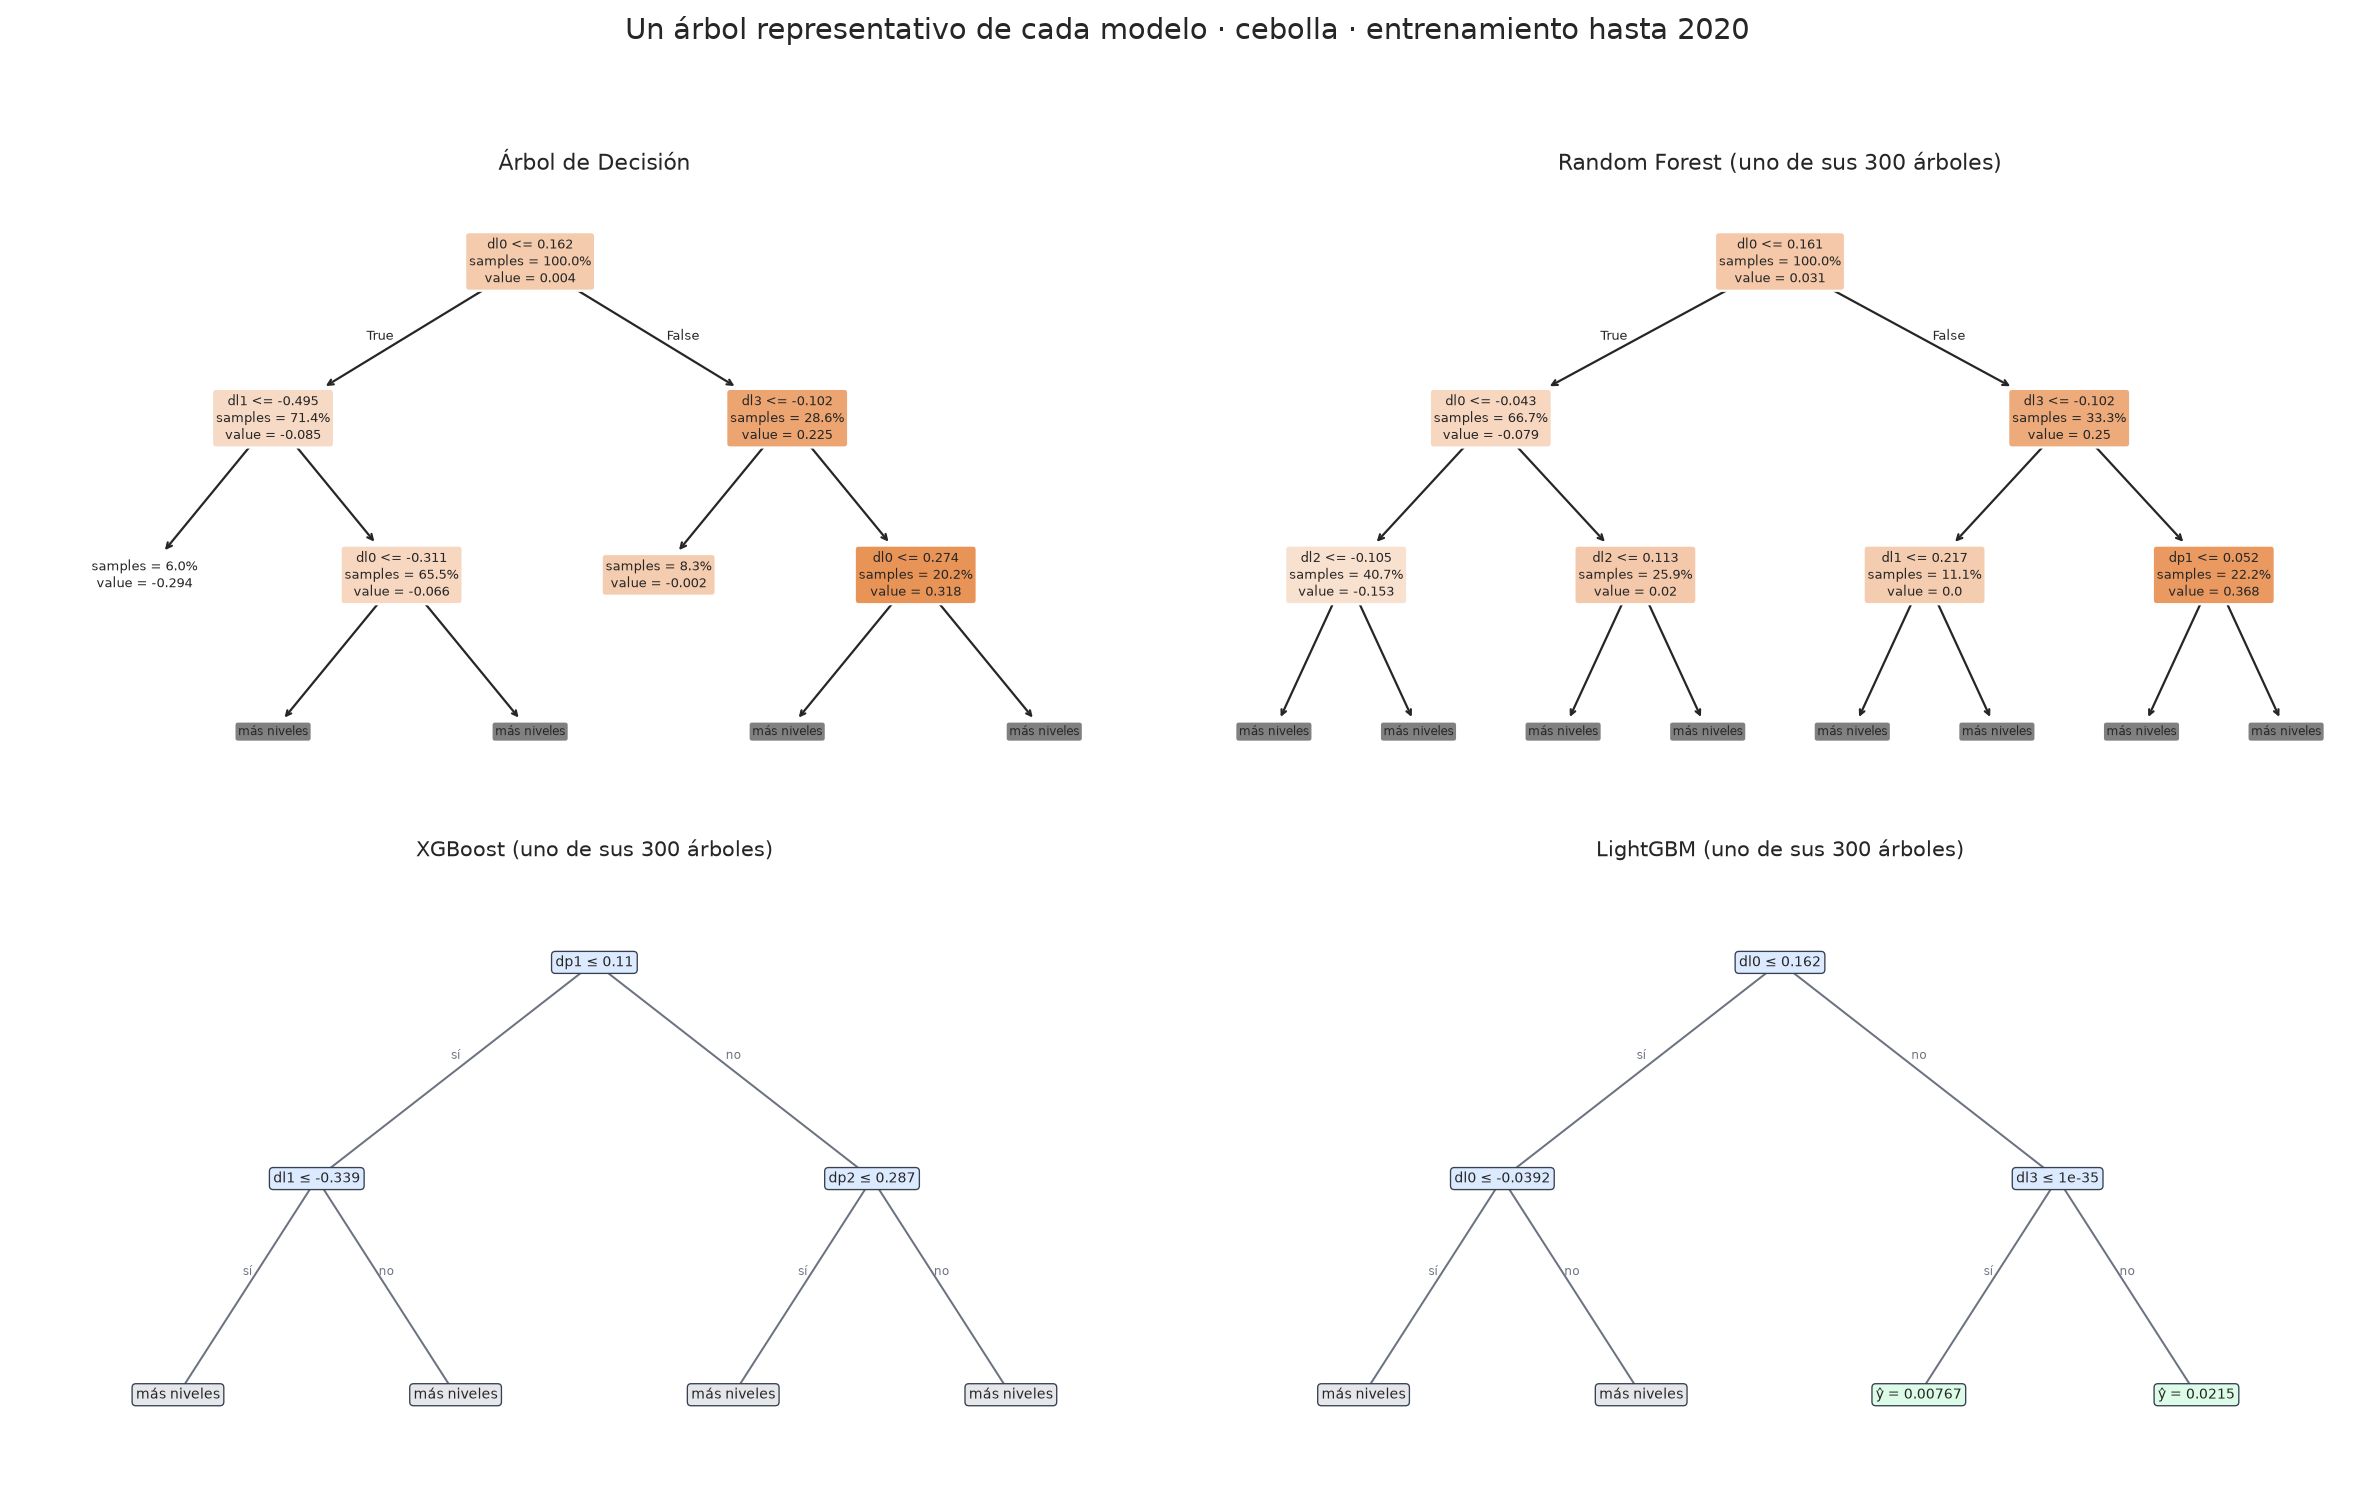 Un árbol representativo de cada modelo · cebolla · entrenamiento hasta 2020
Árbol de Decisión
dl0 <= 0.162
samples = 100.0%
value = 0.004
True
False
dl1 <= -0.495
samples = 71.4%
value = -0.085
dl3 <= -0.102
samples = 28.6%
value = 0.225
samples = 6.0%
value = -0.294
dl0 <= -0.311
samples = 65.5%
value = -0.066
samples = 8.3%
value = -0.002
dl0 <= 0.274
samples = 20.2%
value = 0.318
más niveles
más niveles
más niveles
más niveles
Random Forest (uno de sus 300 árboles)
dl0 <= 0.161
samples = 100.0%
value = 0.031
True
False
dl0 <= -0.043
samples = 66.7%
value = -0.079
dl3 <= -0.102
samples = 33.3%
value = 0.25
dl2 <= -0.105
samples = 40.7%
value = -0.153
dl2 <= 0.113
samples = 25.9%
value = 0.02
dl1 <= 0.217
samples = 11.1%
value = 0.0
dp1 <= 0.052
samples = 22.2%
value = 0.368
más niveles
más niveles
más niveles
más niveles
más niveles
más niveles
más niveles
más niveles
XGBoost (uno de sus 300 árboles)
dp1 ≤ 0.11
sí
no
dl1 ≤ -0.339
dp2 ≤ 0.287
sí
no
sí
no
más niveles
más niveles
más niveles
más niveles
LightGBM (uno de sus 300 árboles)
dl0 ≤ 0.162
sí
no
dl0 ≤ -0.0392
dl3 ≤ 1e-35
sí
no
sí
no
más niveles
más niveles
ŷ = 0.00767
ŷ = 0.0215